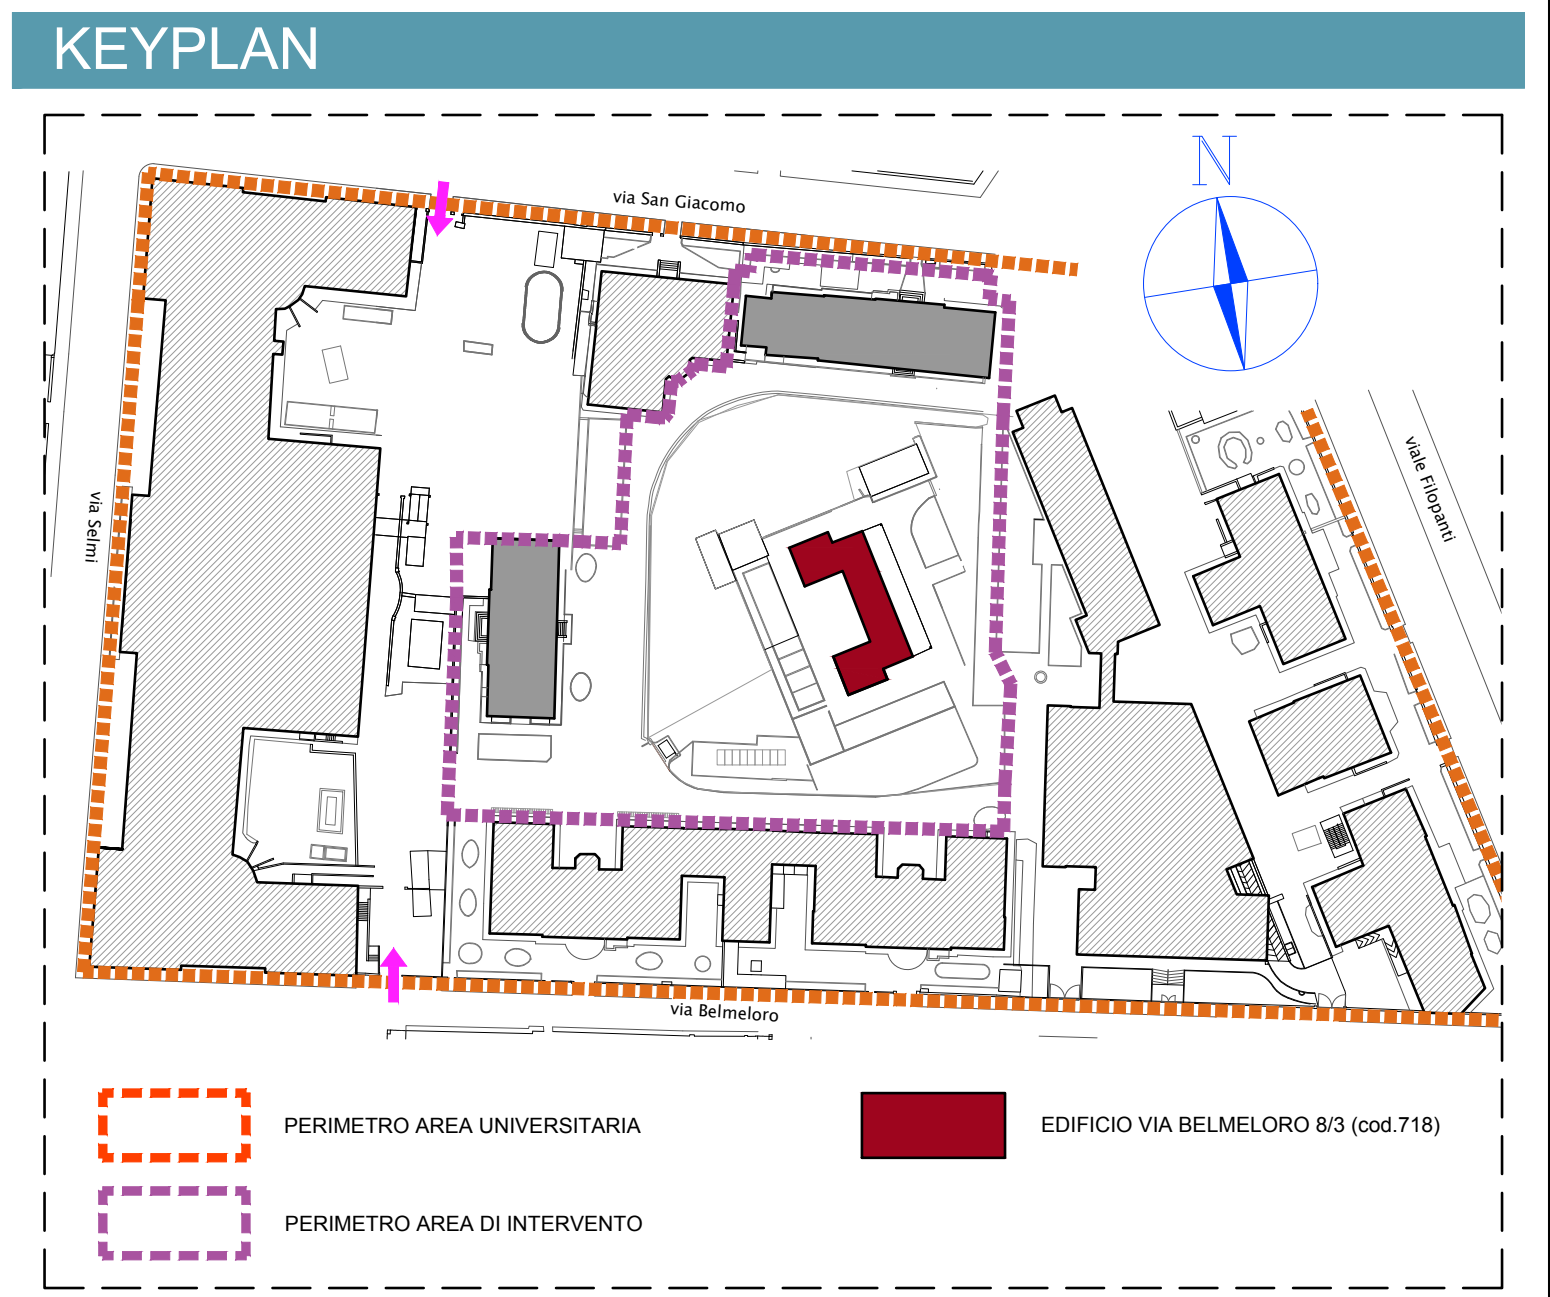 KEYPLAN
N
via San Giacomo
viale Filopanti
via Selmi
via Belmeloro
PERIMETRO AREA UNIVERSITARIA
EDIFICIO VIA BELMELORO 8/3 (cod.718)
PERIMETRO AREA DI INTERVENTO